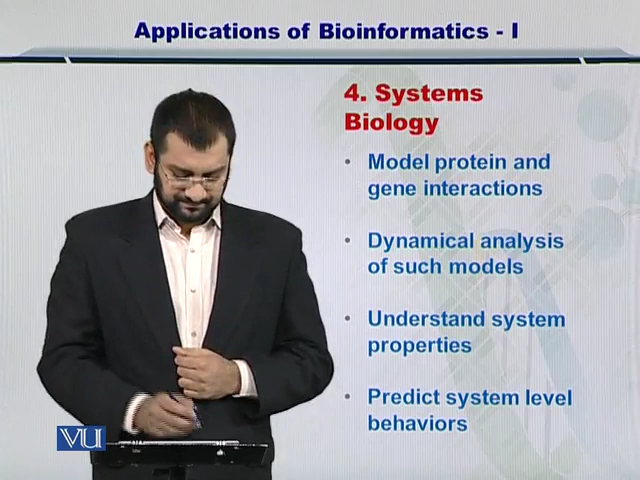 Applications of Bioinformatics - I
4. Systems
Biology
• Model protein and
gene interactions
• Dynamical analysis
of such models
• Understand system
properties
• Predict system level
behaviors
VU